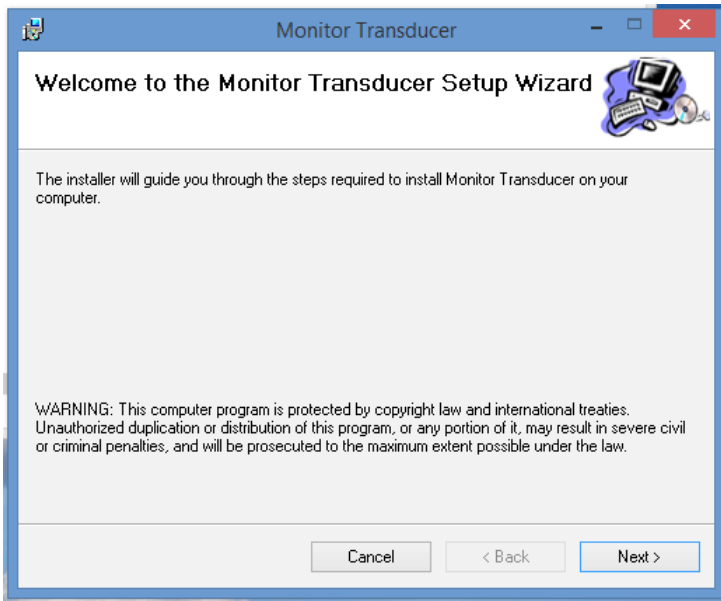 Monitor Transducer
Welcome to the Monitor Transducer Setup Wizard
The installer will guide you through the steps required to install Monitor Transducer on your
computer.
WARNING: This computer program is protected by copyright law and international treaties.
Unauthorized duplication or distribution of this program, or any portion of it, may result in severe civil
or criminal penalties, and will be prosecuted to the maximum extent possible under the law.
Cancel < Back Next >